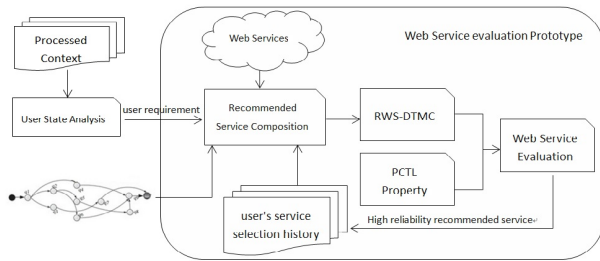 Processed
Context
User State Analysis
user requirement
Web Services
Web Service evaluation Prototype
Recommended
Service Composition
RWS-DTMC
PCTL
Property
Web Service
Evaluation
user's service
selection history
High reliability recommended service